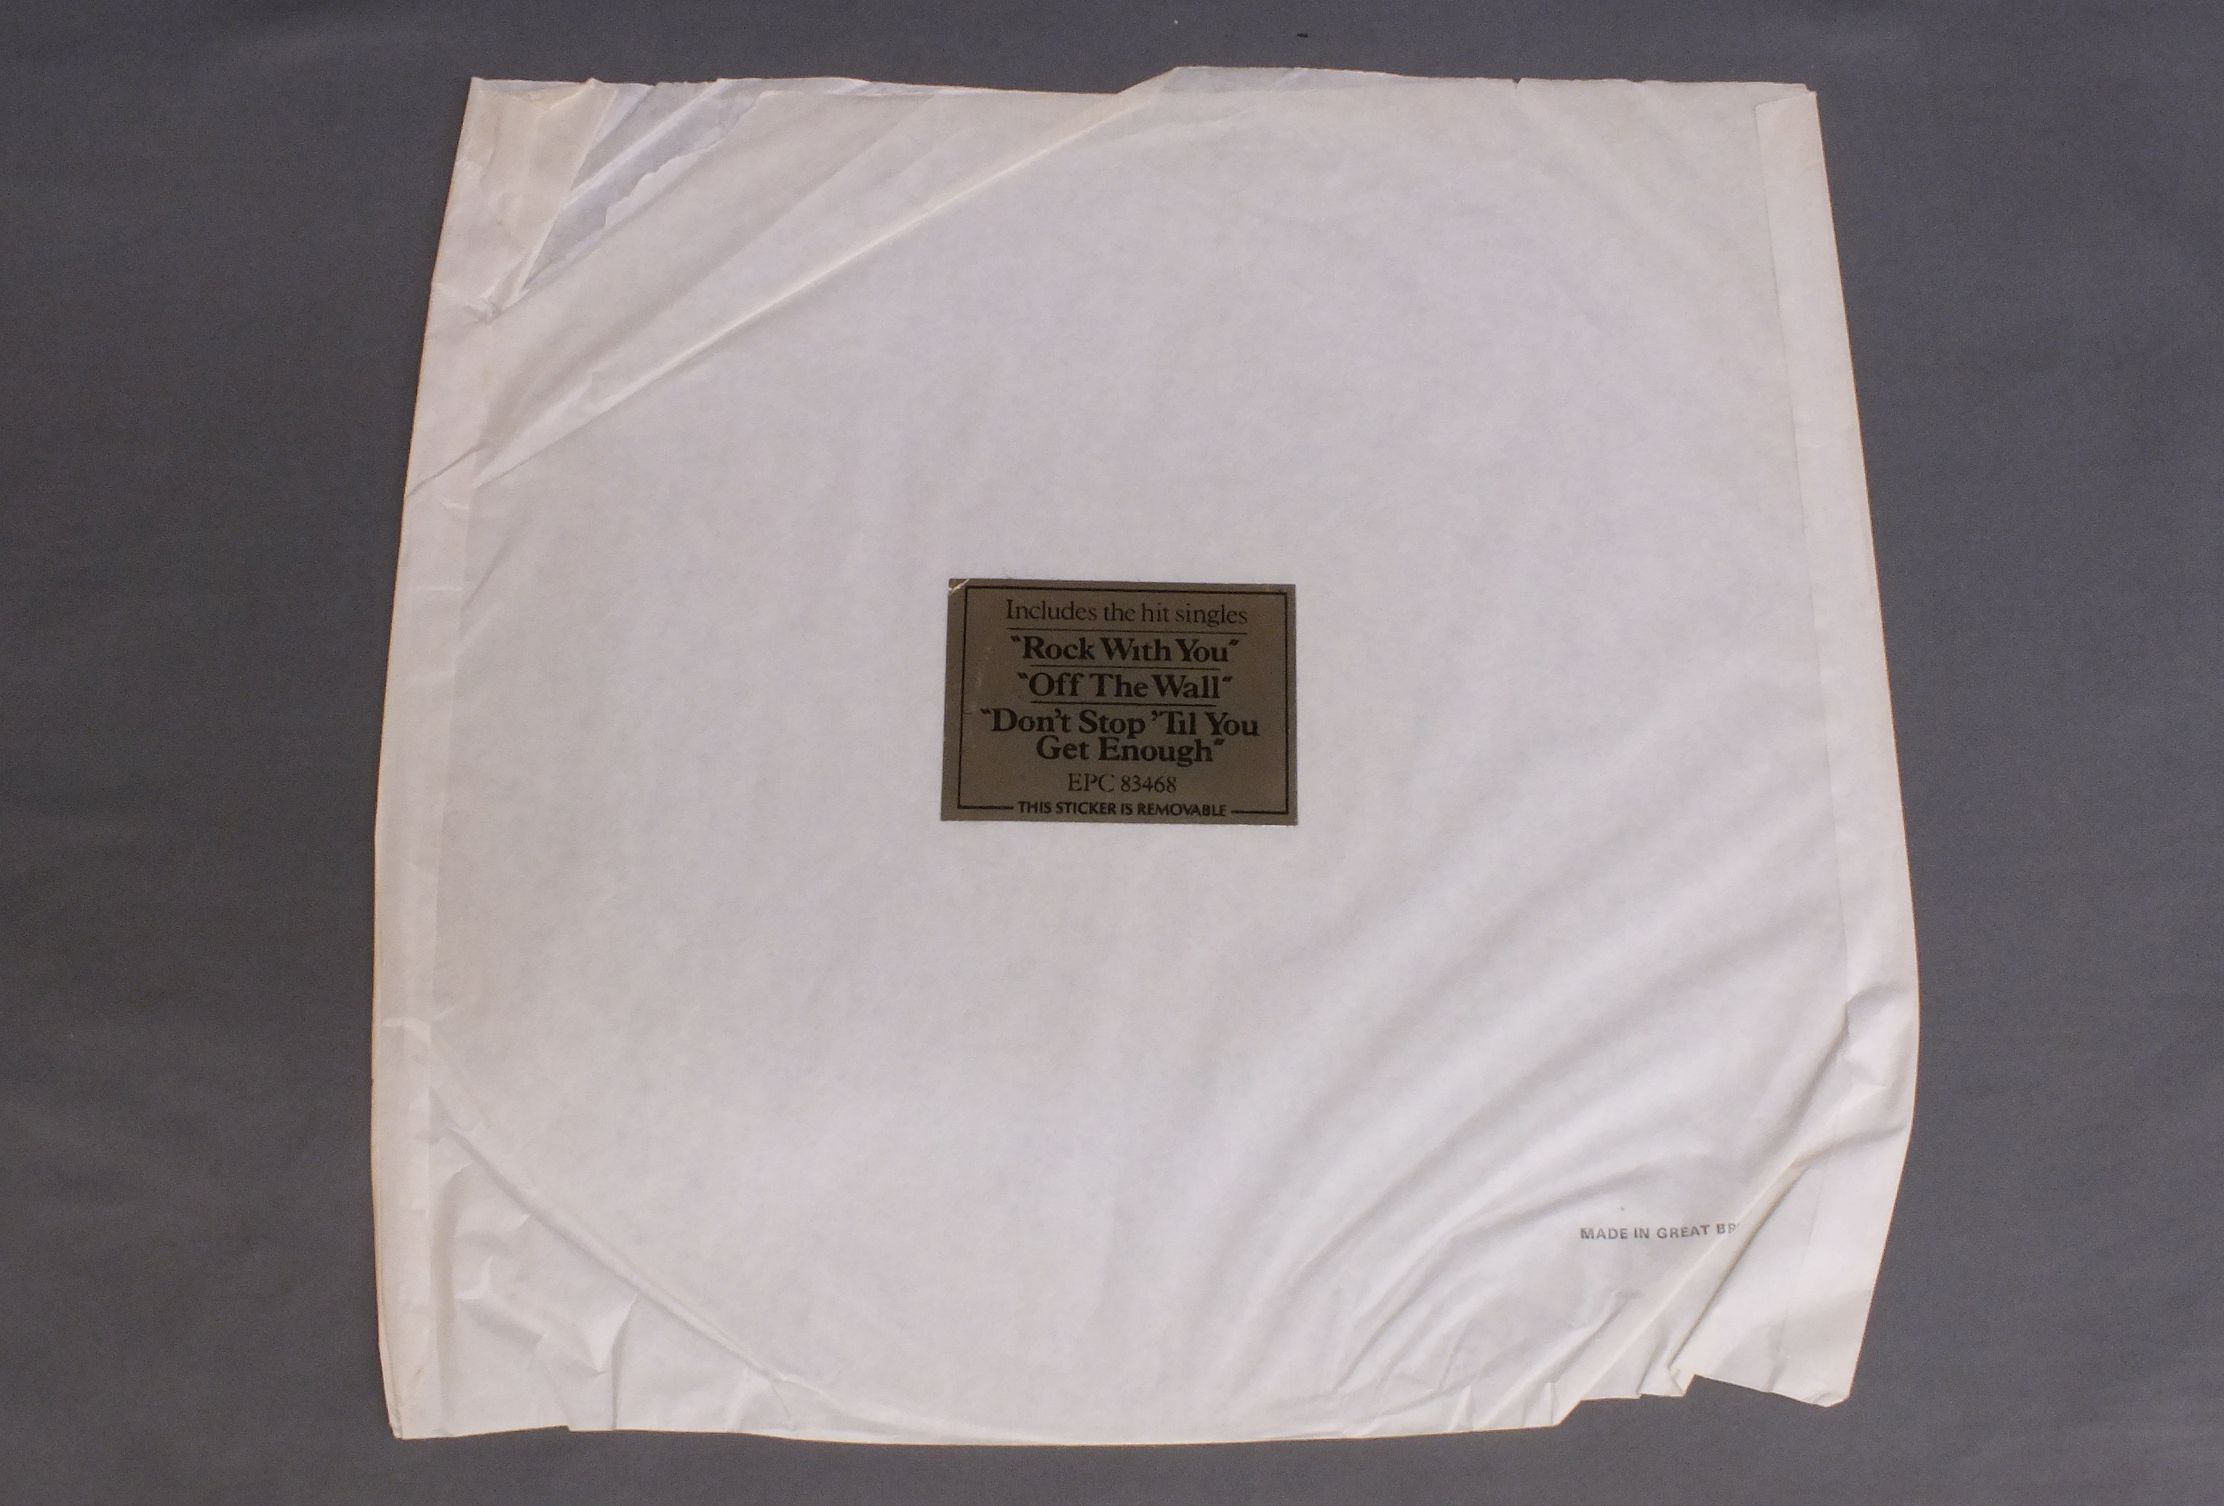 Includes the hit singles
"Rock With You"
"Off The Wall"
"Don't Stop 'Til You
Get Enough"
EPC 83468
THIS STICKER IS REMOVABLE
MADE IN GREAT BR